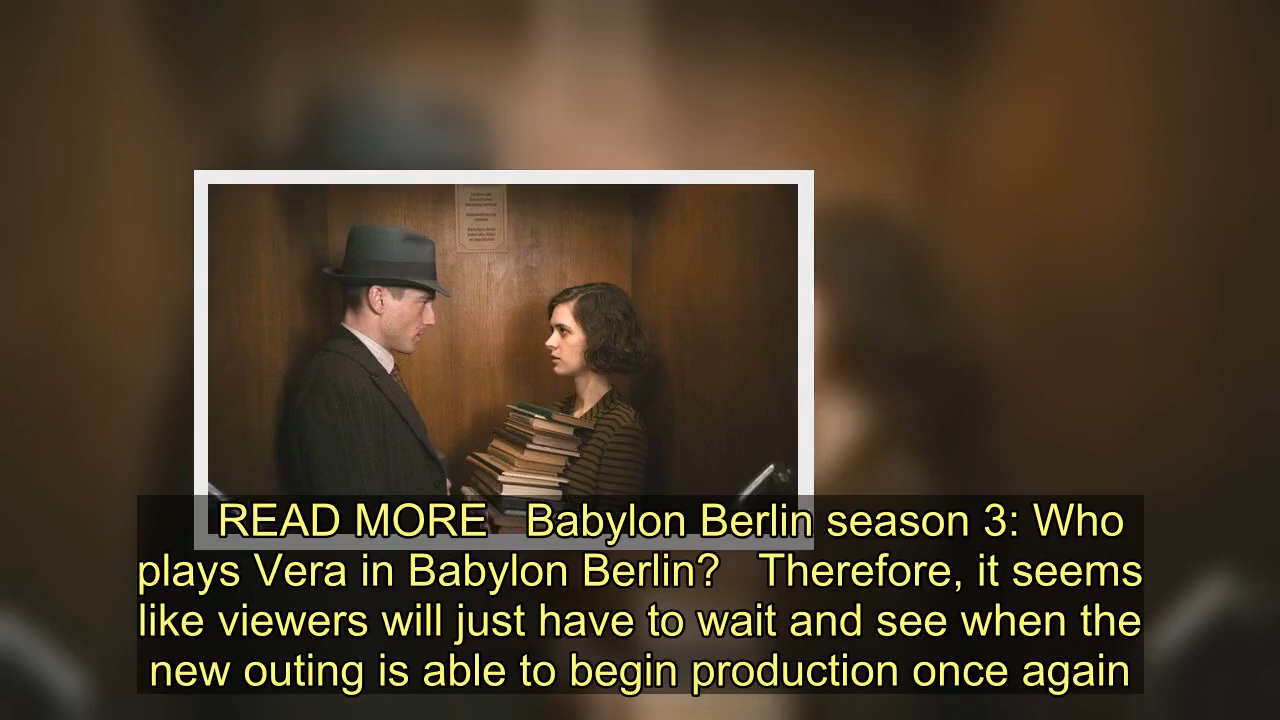 READ MORE Babylon Berlin season 3: Who
plays Vera in Babylon Berlin? Therefore, it seems
like viewers will just have to wait and see when the
new outing is able to begin production once again